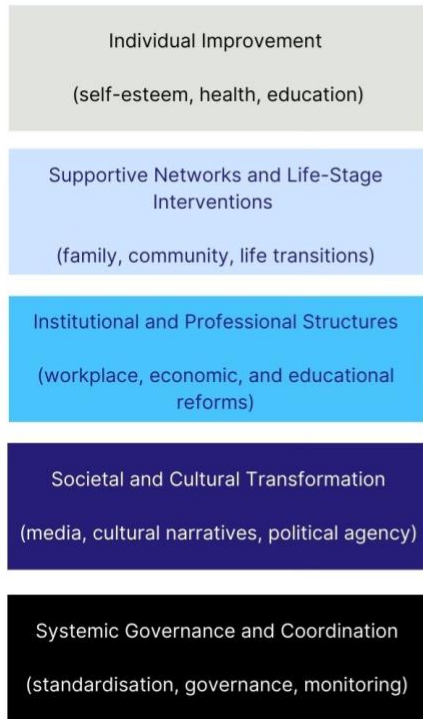 Individual Improvement
(self-esteem, health, education)
Supportive Networks and Life-Stage
Interventions
(family, community, life transitions)
Institutional and Professional Structures
(workplace, economic, and educational
reforms)
Societal and Cultural Transformation
(media, cultural narratives, political agency)
Systemic Governance and Coordination
(standardisation, governance, monitoring)